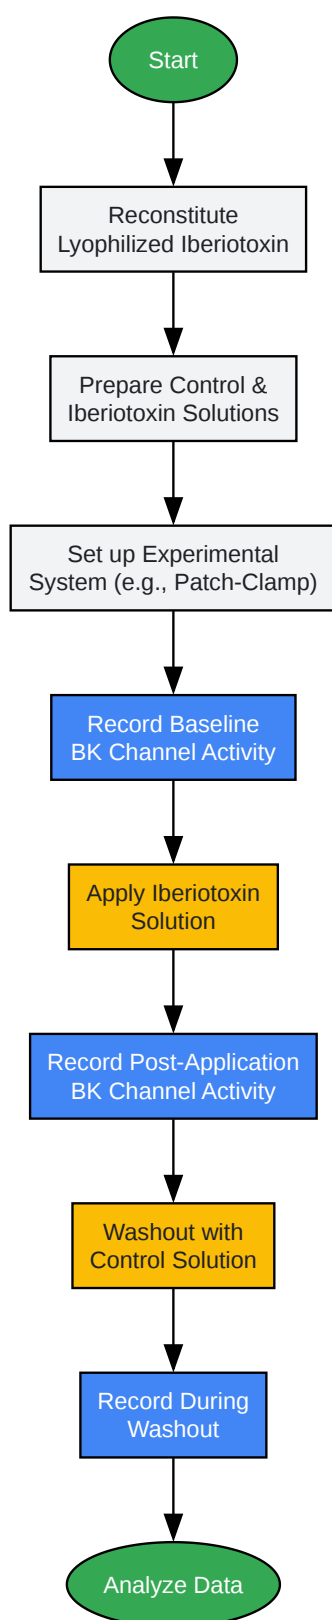 Start
Reconstitute
Lyophilized Iberiotoxin
Prepare Control &
Iberiotoxin Solutions
Set up Experimental
System (e.g., Patch-Clamp)
Record Baseline
BK Channel Activity
Apply Iberiotoxin
Solution
Record Post-Application
BK Channel Activity
Washout with
Control Solution
Record During
Washout
Analyze Data